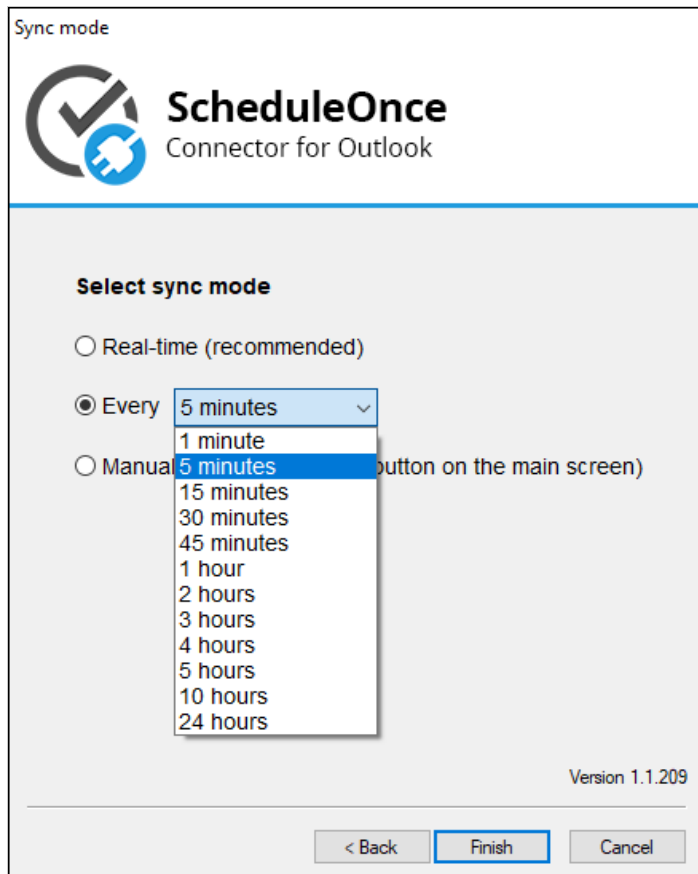 Sync mode
ScheduleOnce
Connector for Outlook
Select sync mode
Real-time (recommended)
Every 5 minutes
1 minute
Manual 5 minutes button on the main screen)
15 minutes
30 minutes
45 minutes
1 hour
2 hours
3 hours
4 hours
5 hours
10 hours
24 hours
Version 1.1.209
< Back Finish Cancel